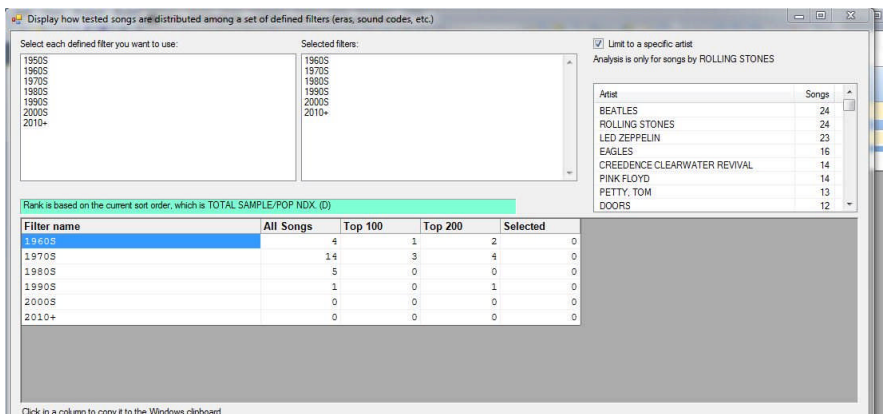 Display how tested songs are distributed among a set of defined filters (eras, sound codes, etc.)
Select each defined filter you want to use:
1950S
1960S
1970S
1980S
1990S
2000S
2010+
Selected filters:
1960S
1970S
1980S
1990S
2000S
2010+
Limit to a specific artist
Analysis is only for songs by ROLLING STONES
Artist Songs
BEATLES 24
ROLLING STONES 24
LED ZEPPELIN 23
EAGLES 16
CREEDENCE CLEARWATER REVIVAL 14
PINK FLOYD 14
PETTY, TOM 13
DOORS 12
Rank is based on the current sort order, which is TOTAL SAMPLE/POP NDX. (D)
Filter name All Songs Top 100 Top 200 Selected
1960S 4 1 2 0
1970S 14 3 4 0
1980S 5 0 0 0
1990S 1 0 1 0
2000S 0 0 0 0
2010+ 0 0 0 0
Click in a column to copy it to the Windows clipboard